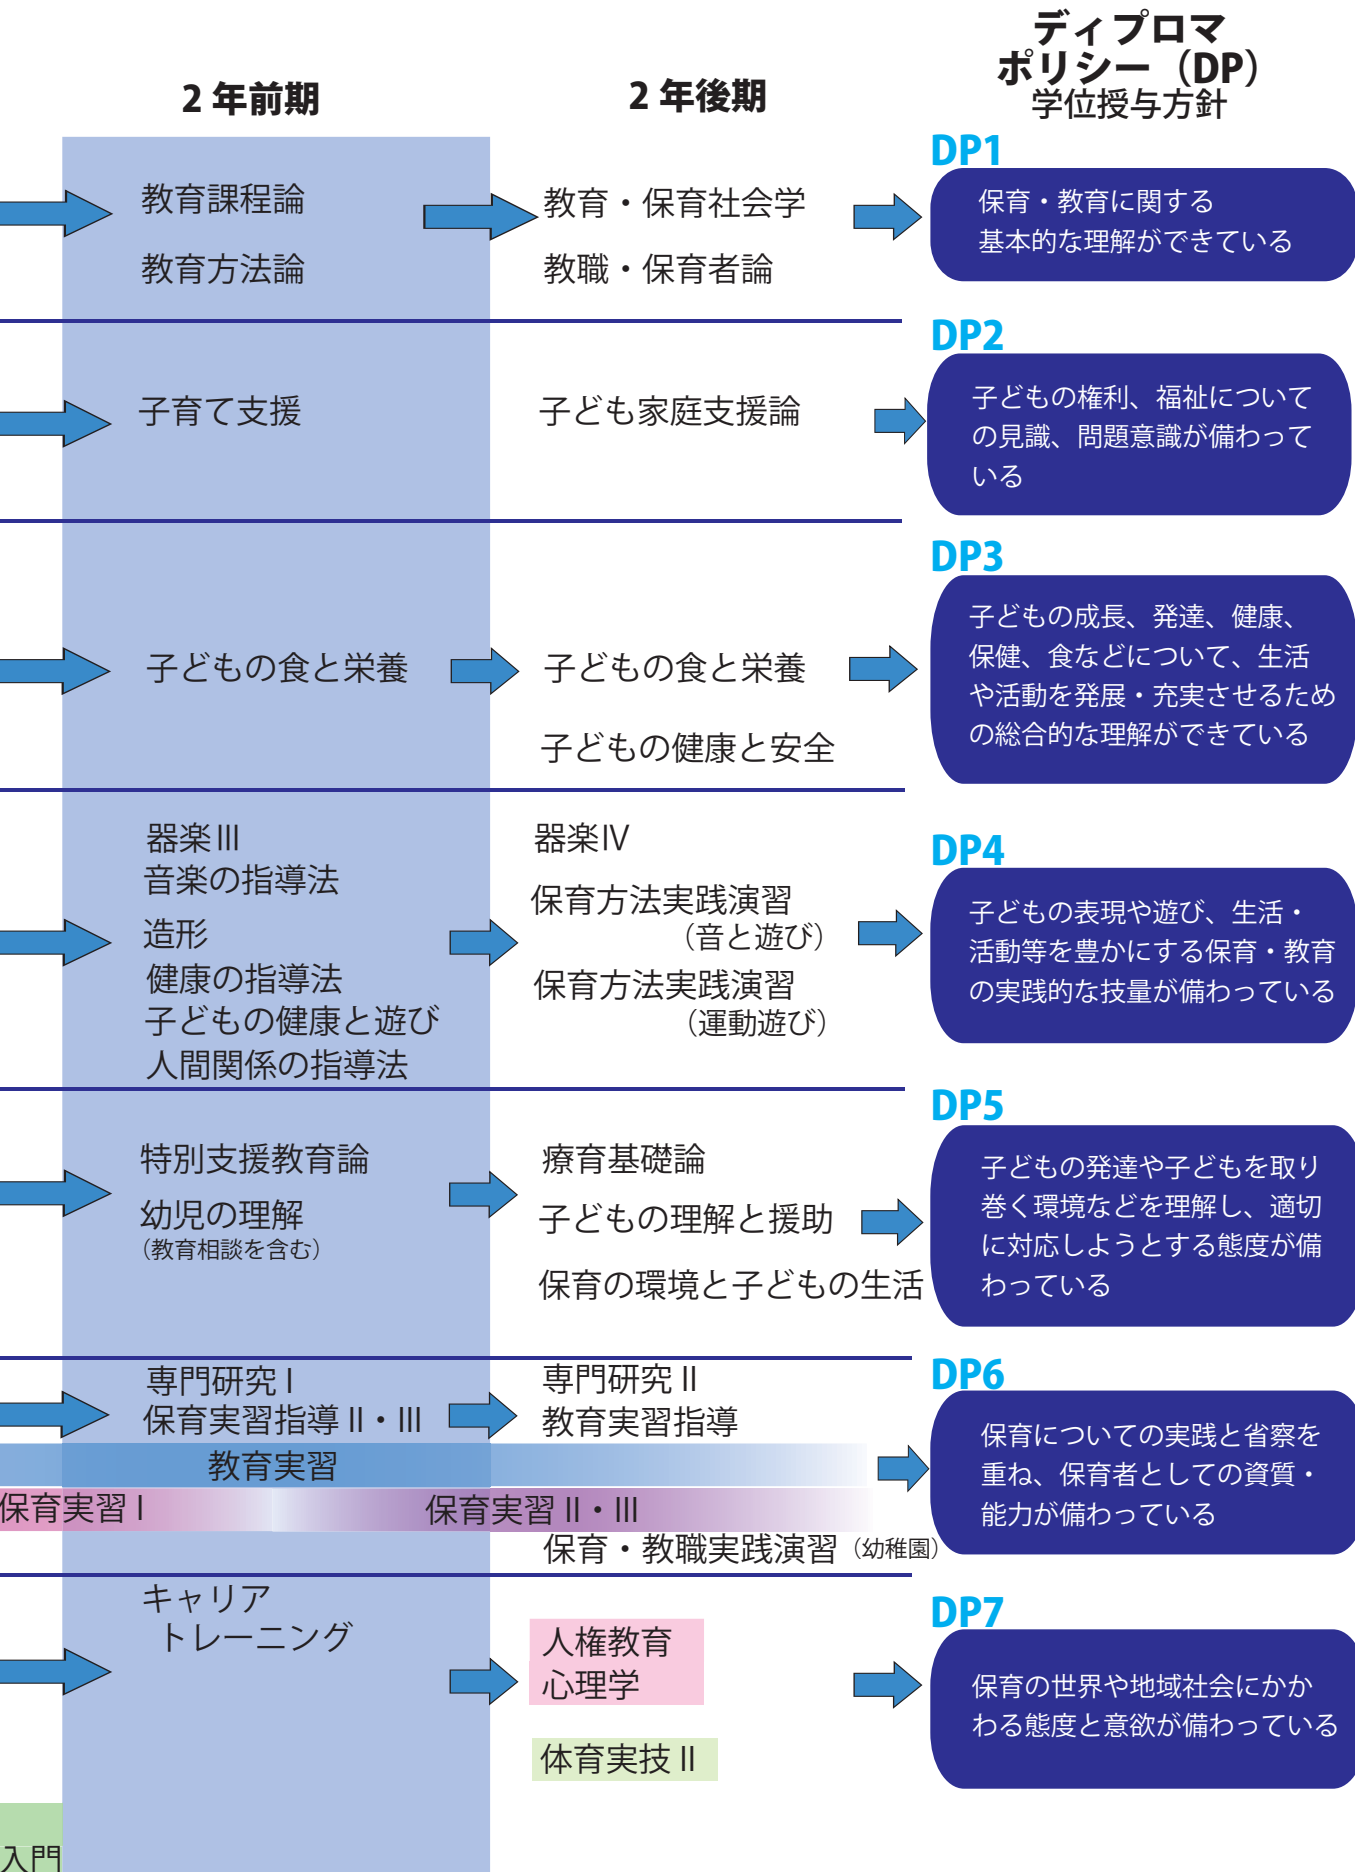 ディプロマ
ポリシー（DP）
学位授与方針
2 年前期
2 年後期
DP1
教育課程論
教育方法論
教育・保育社会学
教職・保育者論
保育・教育に関する
基本的な理解ができている
DP2
子育て支援
子ども家庭支援論
子どもの権利、福祉について
の見識、問題意識が備わって
いる
DP3
子どもの食と栄養
子どもの食と栄養
子どもの健康と安全
子どもの成長、発達、健康、
保健、食などについて、生活
や活動を発展・充実させるため
の総合的な理解ができている
DP4
器楽Ⅲ
音楽の指導法
造形
健康の指導法
子どもの健康と遊び
人間関係の指導法
器楽Ⅳ
保育方法実践演習
（音と遊び）
保育方法実践演習
（運動遊び）
子どもの表現や遊び、生活・
活動等を豊かにする保育・教育
の実践的な技量が備わっている
DP5
特別支援教育論
幼児の理解
（教育相談を含む）
療育基礎論
子どもの理解と援助
保育の環境と子どもの生活
子どもの発達や子どもを取り
巻く環境などを理解し、適切
に対応しようとする態度が備
わっている
DP6
専門研究 I
保育実習指導 II・III
専門研究 II
教育実習指導
教育実習
保育実習 I
保育実習 II・III
保育・教職実践演習（幼稚園）
保育についての実践と省察を
重ね、保育者としての資質・
能力が備わっている
DP7
キャリア
トレーニング
人権教育
心理学
体育実技 II
保育の世界や地域社会にかか
わる態度と意欲が備わっている
入門